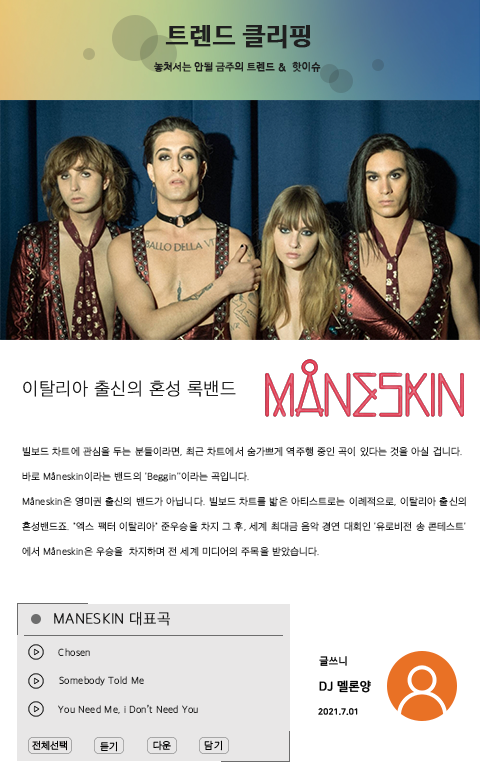 트렌드 클리핑
놓쳐서는 안될 금주의 트렌드 & 핫이슈
BALLO DELLA VI
이탈리아 출신의 혼성 록밴드
MÅNESKIN
빌보드 차트에 관심을 두는 분들이라면, 최근 차트에서 숨가쁘게 역주행 중인 곡이 있다는 것을 아실 겁니다.
바로 Måneskin이라는 밴드의 'Beggin''이라는 곡입니다.
Måneskin은 영미권 출신의 밴드가 아닙니다. 빌보드 차트를 밟은 아티스트로는 이례적으로, 이탈리아 출신의
혼성밴드죠. "엑스 팩터 이탈리아" 준우승을 차지 그 후, 세계 최대급 음악 경연 대회인 '유로비전 송 콘테스트'
에서 Måneskin은 우승을 차지하며 전 세계 미디어의 주목을 받았습니다.
MANESKIN 대표곡
Chosen
Somebody Told Me
You Need Me, I Don't Need You
전체선택 듣기 다운 담기
글쓰니
DJ 멜론양
2021.7.01